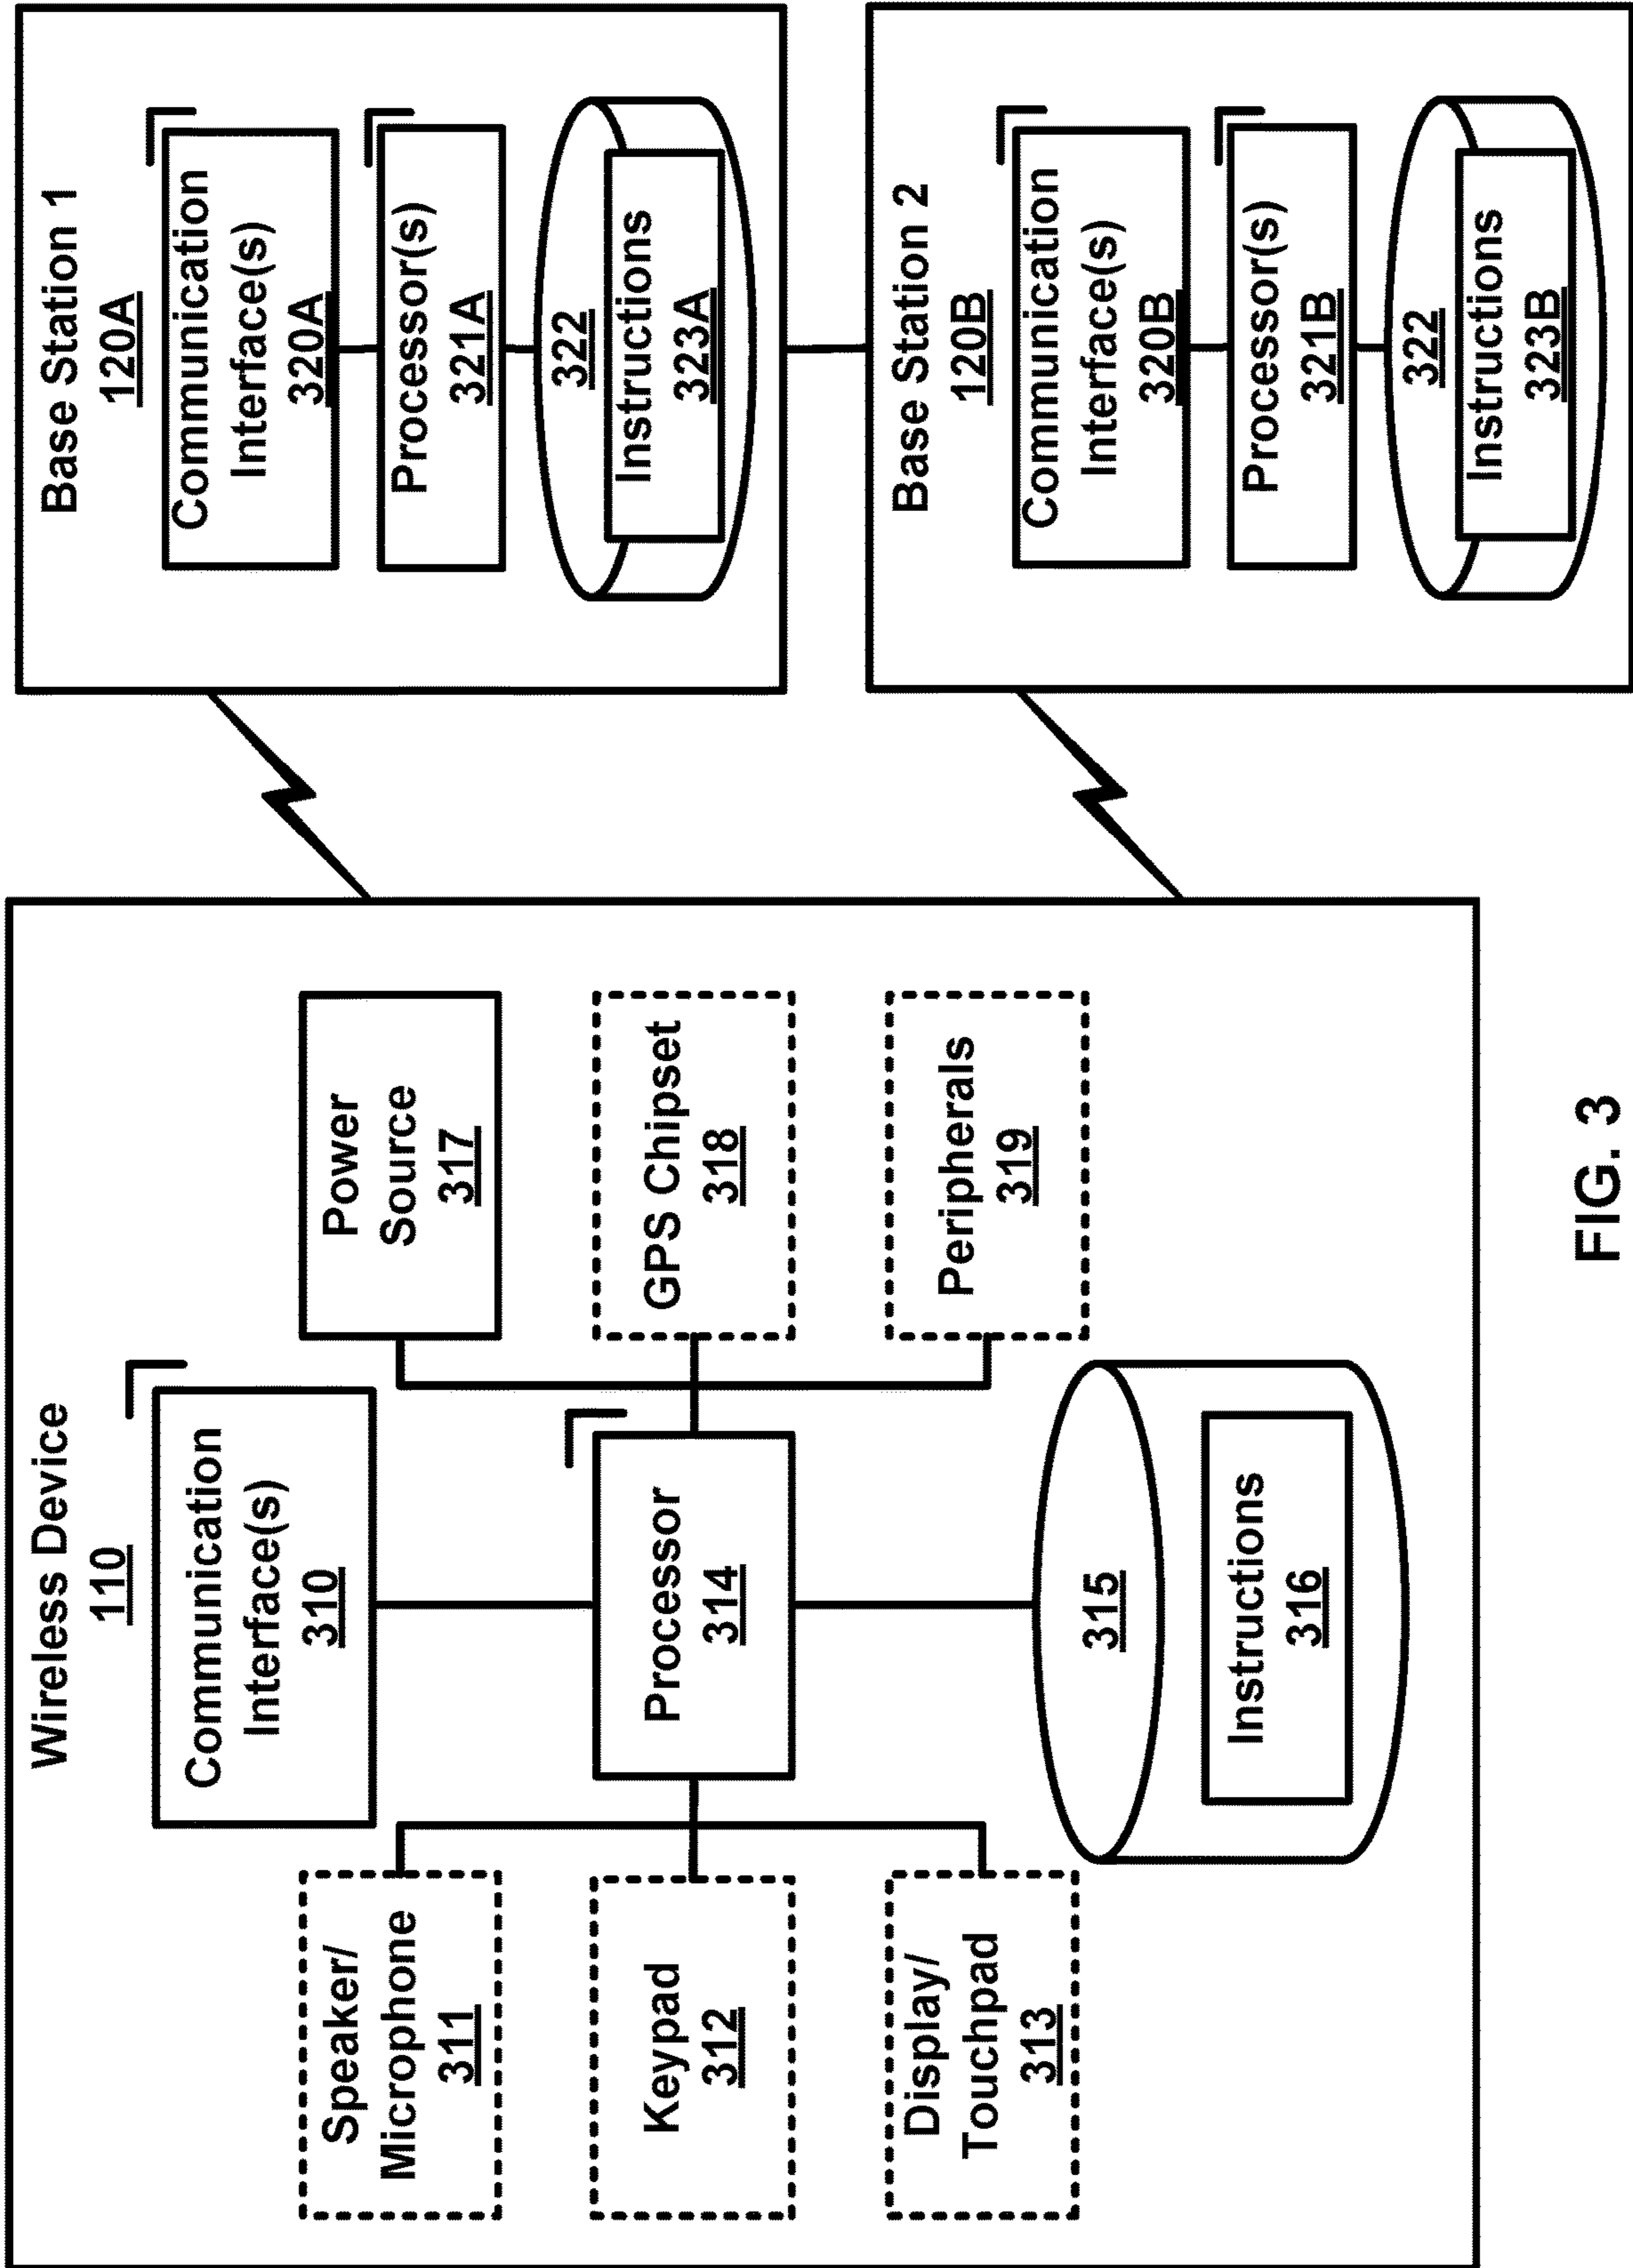 Wireless Device
110
Communication
Interface(s)
310
Speaker/
Microphone
311
Power
Source
317
Keypad
312
Processor
314
GPS Chipset
318
Display/
Touchpad
313
Peripherals
319
315
Instructions
316
Base Station 1
120A
Communication
Interface(s)
320A
Processor(s)
321A
322
Instructions
323A
Base Station 2
120B
Communication
Interface(s)
320B
Processor(s)
321B
322
Instructions
323B
FIG. 3